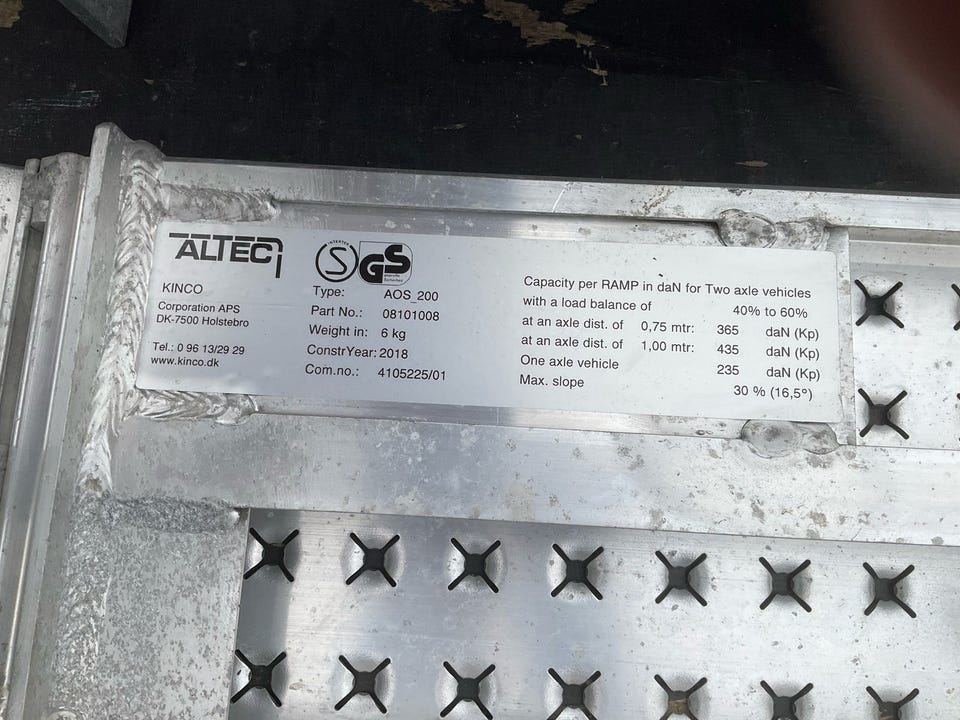 ALTEC
INTERTEK
S
GS
geprüfte
Sicherheit
KINCO
Corporation APS
DK-7500 Holstebro
Tel.: 0 96 13/29 29
www.kinco.dk
Type: AOS_200
Part No.: 08101008
Weight in: 6 kg
ConstrYear: 2018
Com.no.: 4105225/01
Capacity per RAMP in daN for Two axle vehicles
with a load balance of 40% to 60%
at an axle dist. of 0,75 mtr: 365 daN (Kp)
at an axle dist. of 1,00 mtr: 435 daN (Kp)
One axle vehicle 235 daN (Kp)
Max. slope 30 % (16,5°)